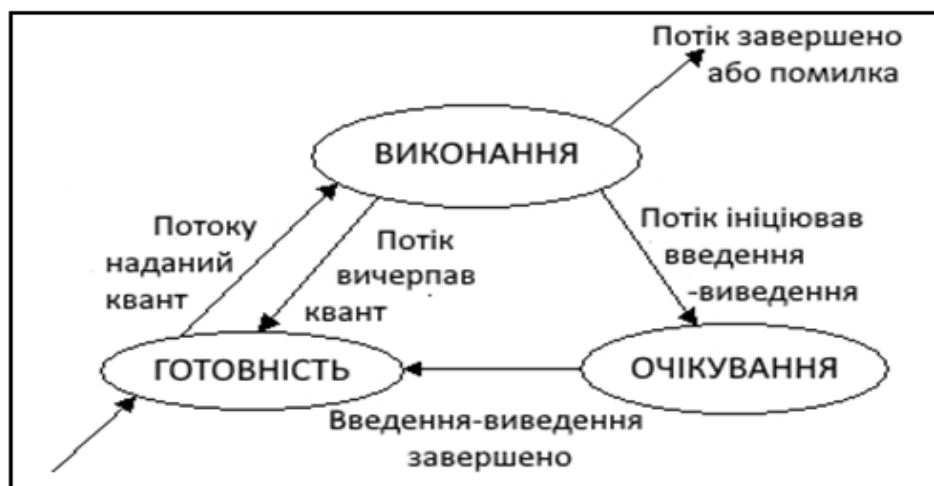 Потік завершено
або помилка
ВИКОНАННЯ
Потоку
наданий
квант
Потік
вичерпав
квант
Потік ініціював
введення
-виведення
ГОТОВНІСТЬ
ОЧІКУВАННЯ
Введення-виведення
завершено